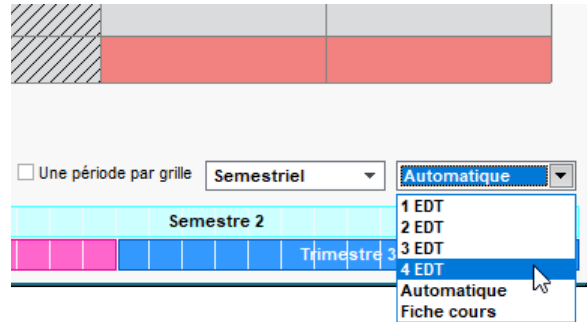 Une période par grille
Semestriel
Automatique
Semestre 2
Trimestre 3
1 EDT
2 EDT
3 EDT
4 EDT
Automatique
Fiche cours